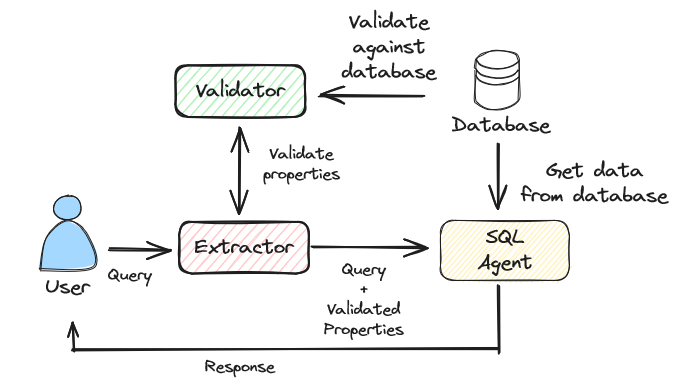 Validate
against
database
Validator
Database
Validate
properties
Get data
from database
Extractor
SQL
Agent
User
Query
Query
+
Validated
Properties
Response